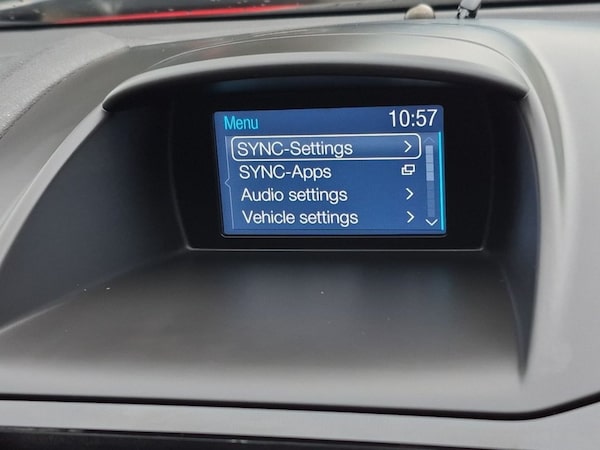 Menu 10:57
SYNC-Settings
SYNC-Apps
Audio settings
Vehicle settings